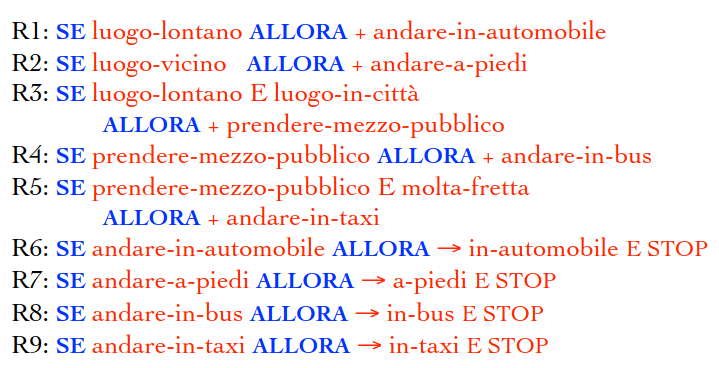 R1: SE luogo-lontano ALLORA + andare-in-automobile
R2: SE luogo-vicino ALLORA + andare-a-piedi
R3: SE luogo-lontano E luogo-in-città
ALLORA + prendere-mezzo-pubblico
R4: SE prendere-mezzo-pubblico ALLORA + andare-in-bus
R5: SE prendere-mezzo-pubblico E molta-fretta
ALLORA + andare-in-taxi
R6: SE andare-in-automobile ALLORA → in-automobile E STOP
R7: SE andare-a-piedi ALLORA → a-piedi E STOP
R8: SE andare-in-bus ALLORA → in-bus E STOP
R9: SE andare-in-taxi ALLORA → in-taxi E STOP